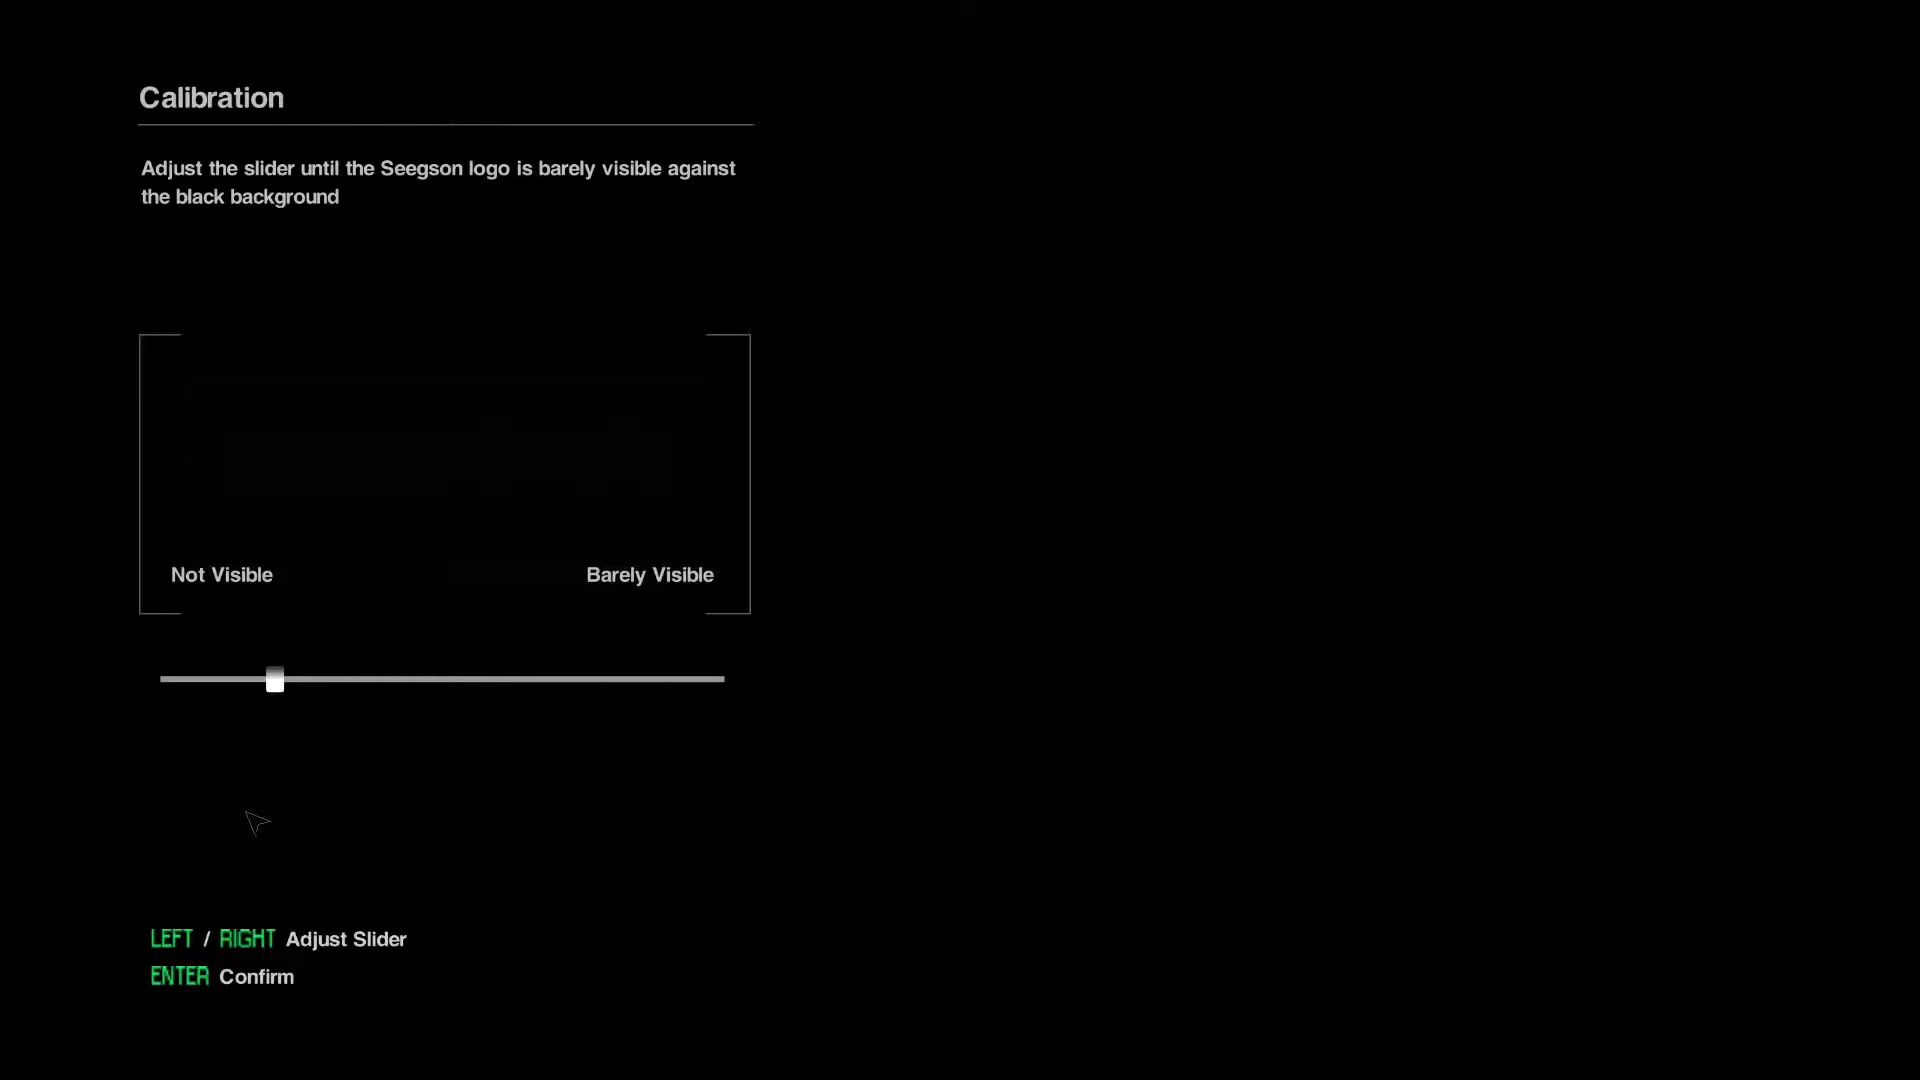 Calibration
Adjust the slider until the Seegson logo is barely visible against
the black background
Not Visible
Barely Visible
LEFT / RIGHT Adjust Slider
ENTER Confirm